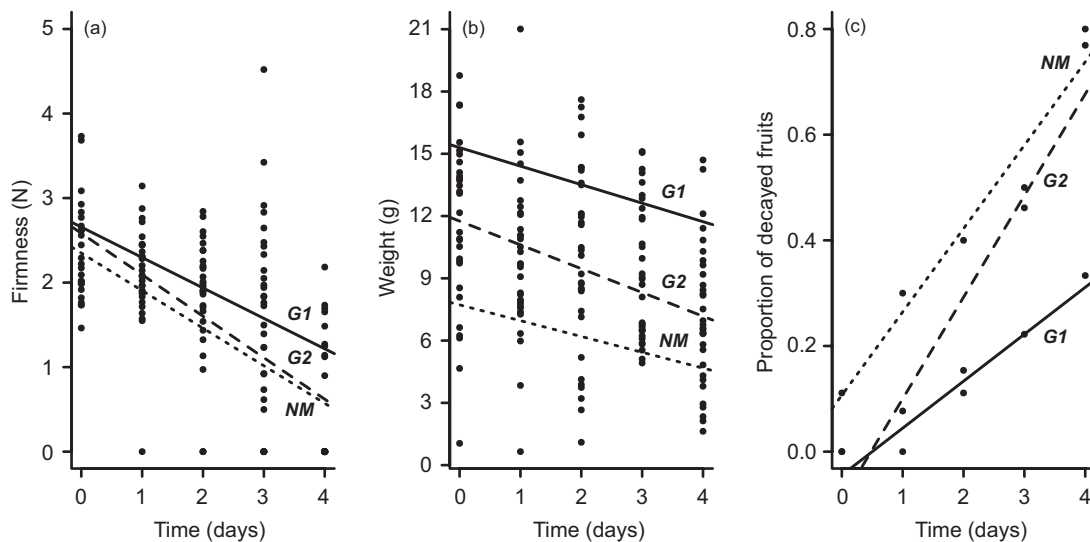 (a)
Firmness (N)
5
4
3
2
1
0
G1
G2
NM
0 1 2 3 4
Time (days)
(b)
Weight (g)
21
18
15
12
9
6
3
0
G1
G2
NM
0 1 2 3 4
Time (days)
(c)
Proportion of decayed fruits
0.8
0.6
0.4
0.2
0.0
NM
G2
G1
0 1 2 3 4
Time (days)